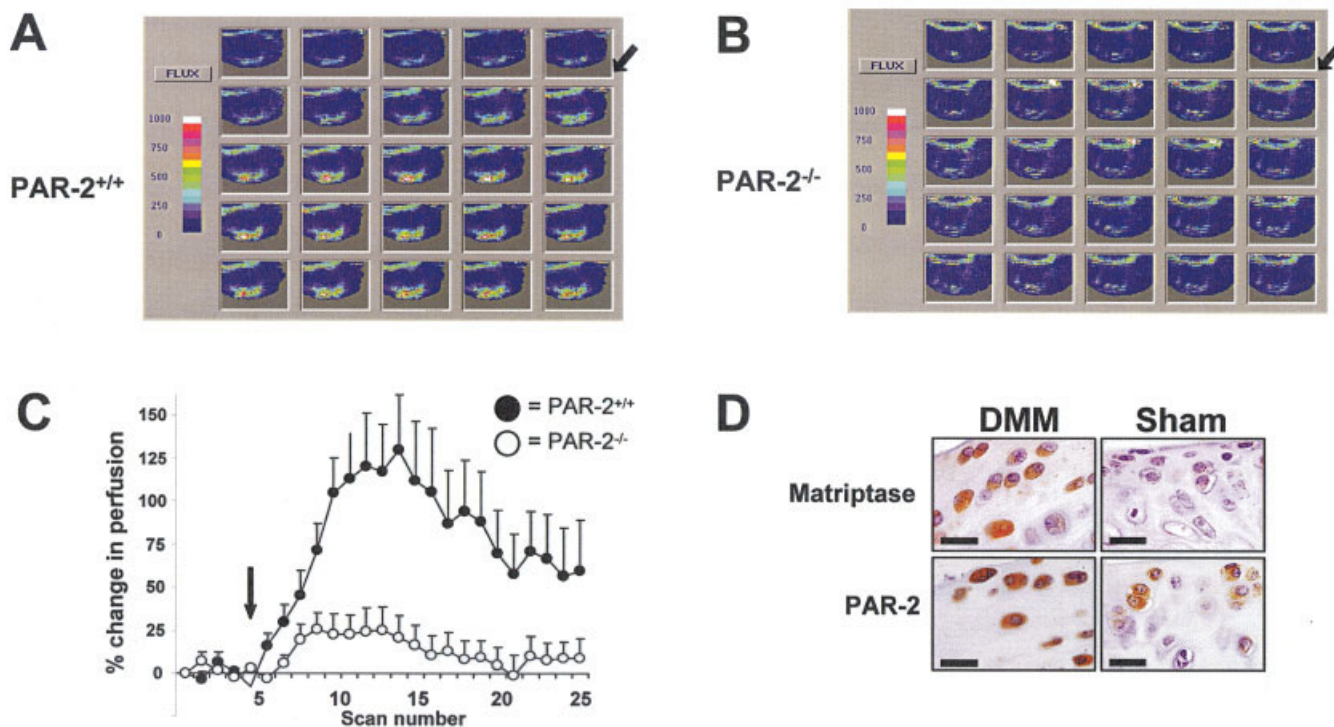 A
FLUX
1000
750
500
250
0
PAR-2+/+
B
FLUX
1000
750
500
250
0
PAR-2-/-
C
% change in perfusion
150
125
100
75
50
25
0
5
10
15
20
25
Scan number
= PAR-2+/+
= PAR-2-/-
D
DMM
Sham
Matriptase
PAR-2